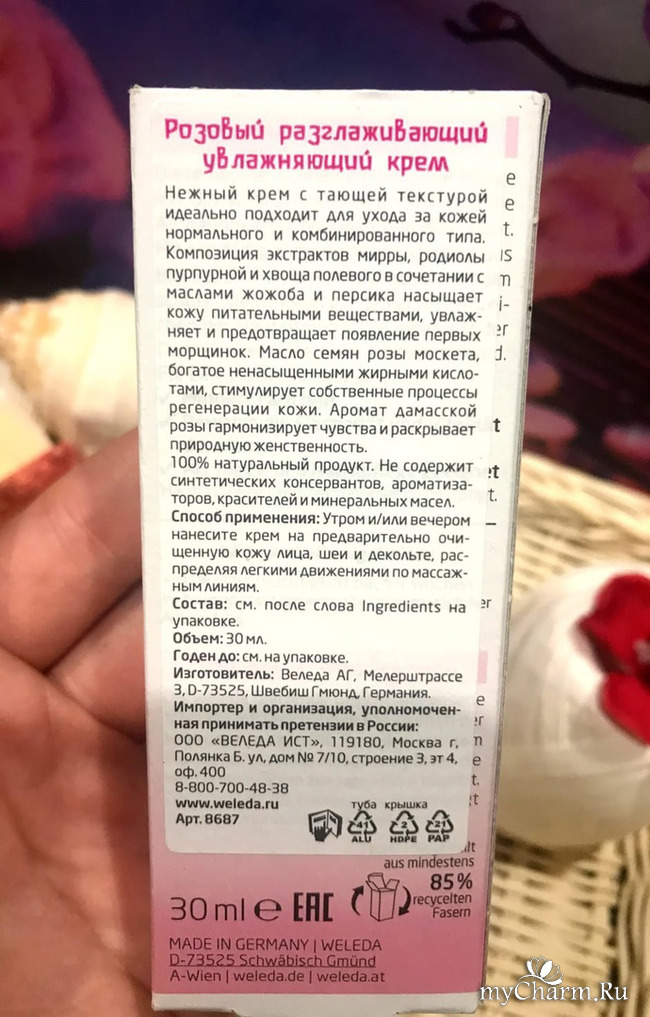 Розовый разглаживающий
увлажняющий крем
Нежный крем с тающей текстурой
идеально подходит для ухода за кожей
нормального и комбинированного типа.
Композиция экстрактов мирры, родиолы
пурпурной и хвоща полевого в сочетании с
маслами жожоба и персика насыщает
кожу питательными веществами, увлаж-
няет и предотвращает появление первых
морщинок. Масло семян розы москета,
богатое ненасыщенными жирными кисло-
тами, стимулирует собственные процессы
регенерации кожи. Аромат дамасской
розы гармонизирует чувства и раскрывает
природную женственность.
100% натуральный продукт. Не содержит
синтетических консервантов, ароматиза-
торов, красителей и минеральных масел.
Способ применения: Утром и/или вечером
нанесите крем на предварительно очи-
щенную кожу лица, шеи и декольте, рас-
пределяя легкими движениями по массаж-
ным линиям.
Состав: см. после слова Ingredients на
упаковке.
Объем: 30 мл.
Годен до: см. на упаковке.
Изготовитель: Веледа АГ, Мелерштрассе
3, D-73525, Швебиш Гмюнд, Германия.
Импортер и организация, уполномочен-
ная принимать претензии в России:
ООО «ВЕЛЕДА ИСТ», 119180, Москва г,
Полянка Б. ул, дом № 7/10, строение 3, эт 4,
оф. 400
8-800-700-48-38
www.weleda.ru
Арт. 8687
туба крышка
41 2 21
ALU HDPE PAP
aus mindestens
85%
recycelten
Fasern
30 ml e EAC
MADE IN GERMANY | WELEDA
D-73525 Schwäbisch Gmünd
A-Wien | weleda.de | weleda.at
myCharm.Ru